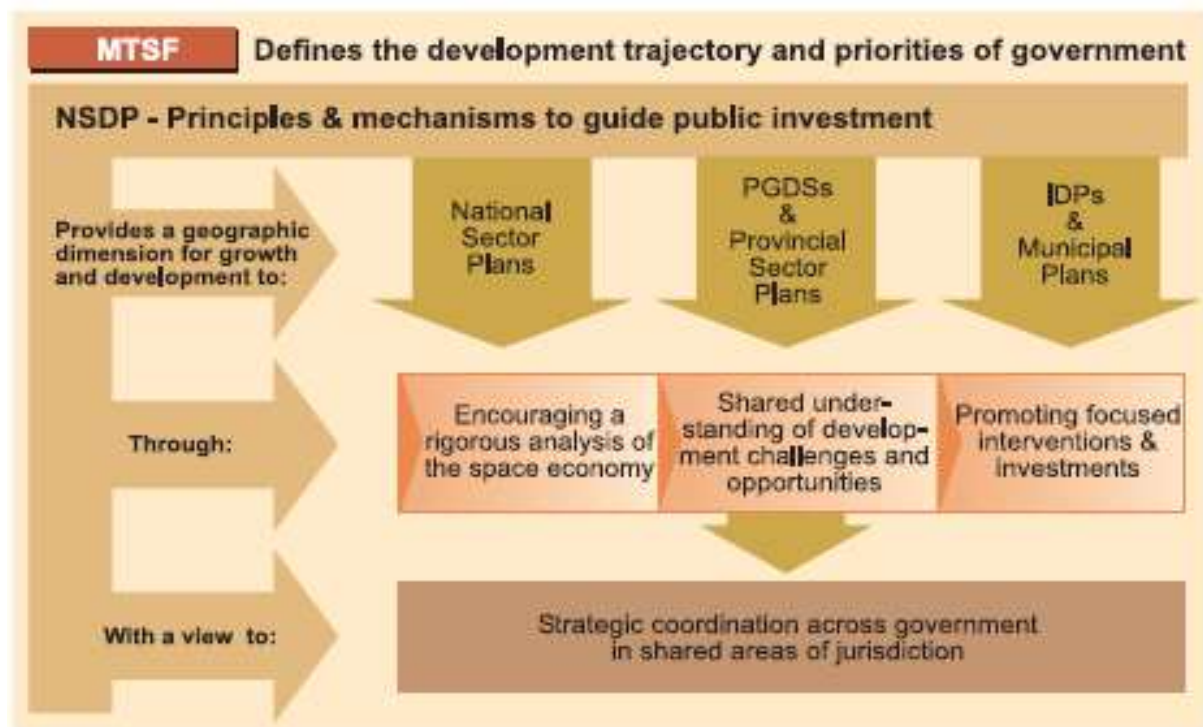 MTSF Defines the development trajectory and priorities of government
NSDP - Principles & mechanisms to guide public investment
Provides a geographic
dimension for growth
and development to:
National
Sector
Plans
PGDSs
&
Provincial
Sector
Plans
IDPs
&
Municipal
Plans
Through:
Encouraging a
rigorous analysis of
the space economy
Shared under-
standing of develop-
ment challenges and
opportunities
Promoting focused
interventions &
investments
With a view to:
Strategic coordination across government
in shared areas of jurisdiction